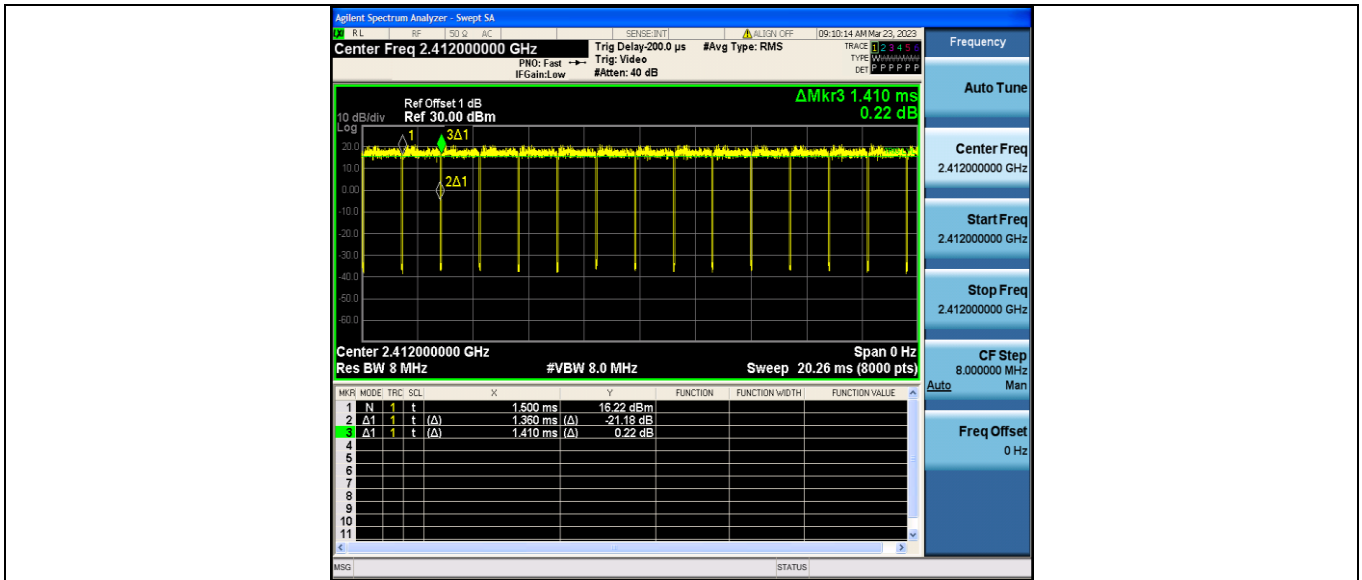 Agilent Spectrum Analyzer - Swept SA
RL RF 50 Ω AC SENSE:INT ALIGN OFF 09:10:14 AM Mar 23, 2023
Center Freq 2.412000000 GHz
PNO: Fast
IFGain:Low
Trig Delay-200.0 µs
Trig: Video
#Atten: 40 dB
#Avg Type: RMS
TRACE 1 2 3 4 5 6
TYPE
DET P P P P P P
ΔMkr3 1.410 ms
0.22 dB
Ref Offset 1 dB
10 dB/div Ref 30.00 dBm
Log
1 3Δ1
2Δ1
20.0
10.0
0.00
-10.0
-20.0
-30.0
-40.0
-50.0
-60.0
Center 2.412000000 GHz Span 0 Hz
Res BW 8 MHz #VBW 8.0 MHz Sweep 20.26 ms (8000 pts)
MKR MODE TRC SCL X Y FUNCTION FUNCTION WIDTH FUNCTION VALUE
1 N 1 t 1.500 ms 16.22 dBm
2 Δ1 1 t (Δ) 1.360 ms (Δ) -21.18 dB
3 Δ1 1 t (Δ) 1.410 ms (Δ) 0.22 dB
4
5
6
7
8
9
10
11
MSG STATUS
Frequency
Auto Tune
Center Freq
2.412000000 GHz
Start Freq
2.412000000 GHz
Stop Freq
2.412000000 GHz
CF Step
8.000000 MHz
Auto Man
Freq Offset
0 Hz